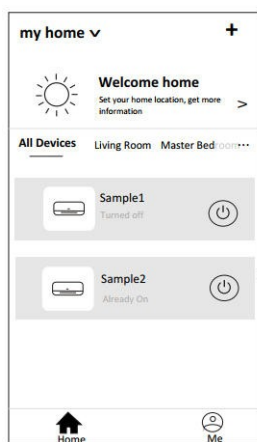 my home
+
Welcome home
Set your home location, get more
information
>
All Devices Living Room Master Bedroom ···
Sample1
Turned off
Sample2
Already On
Home Me